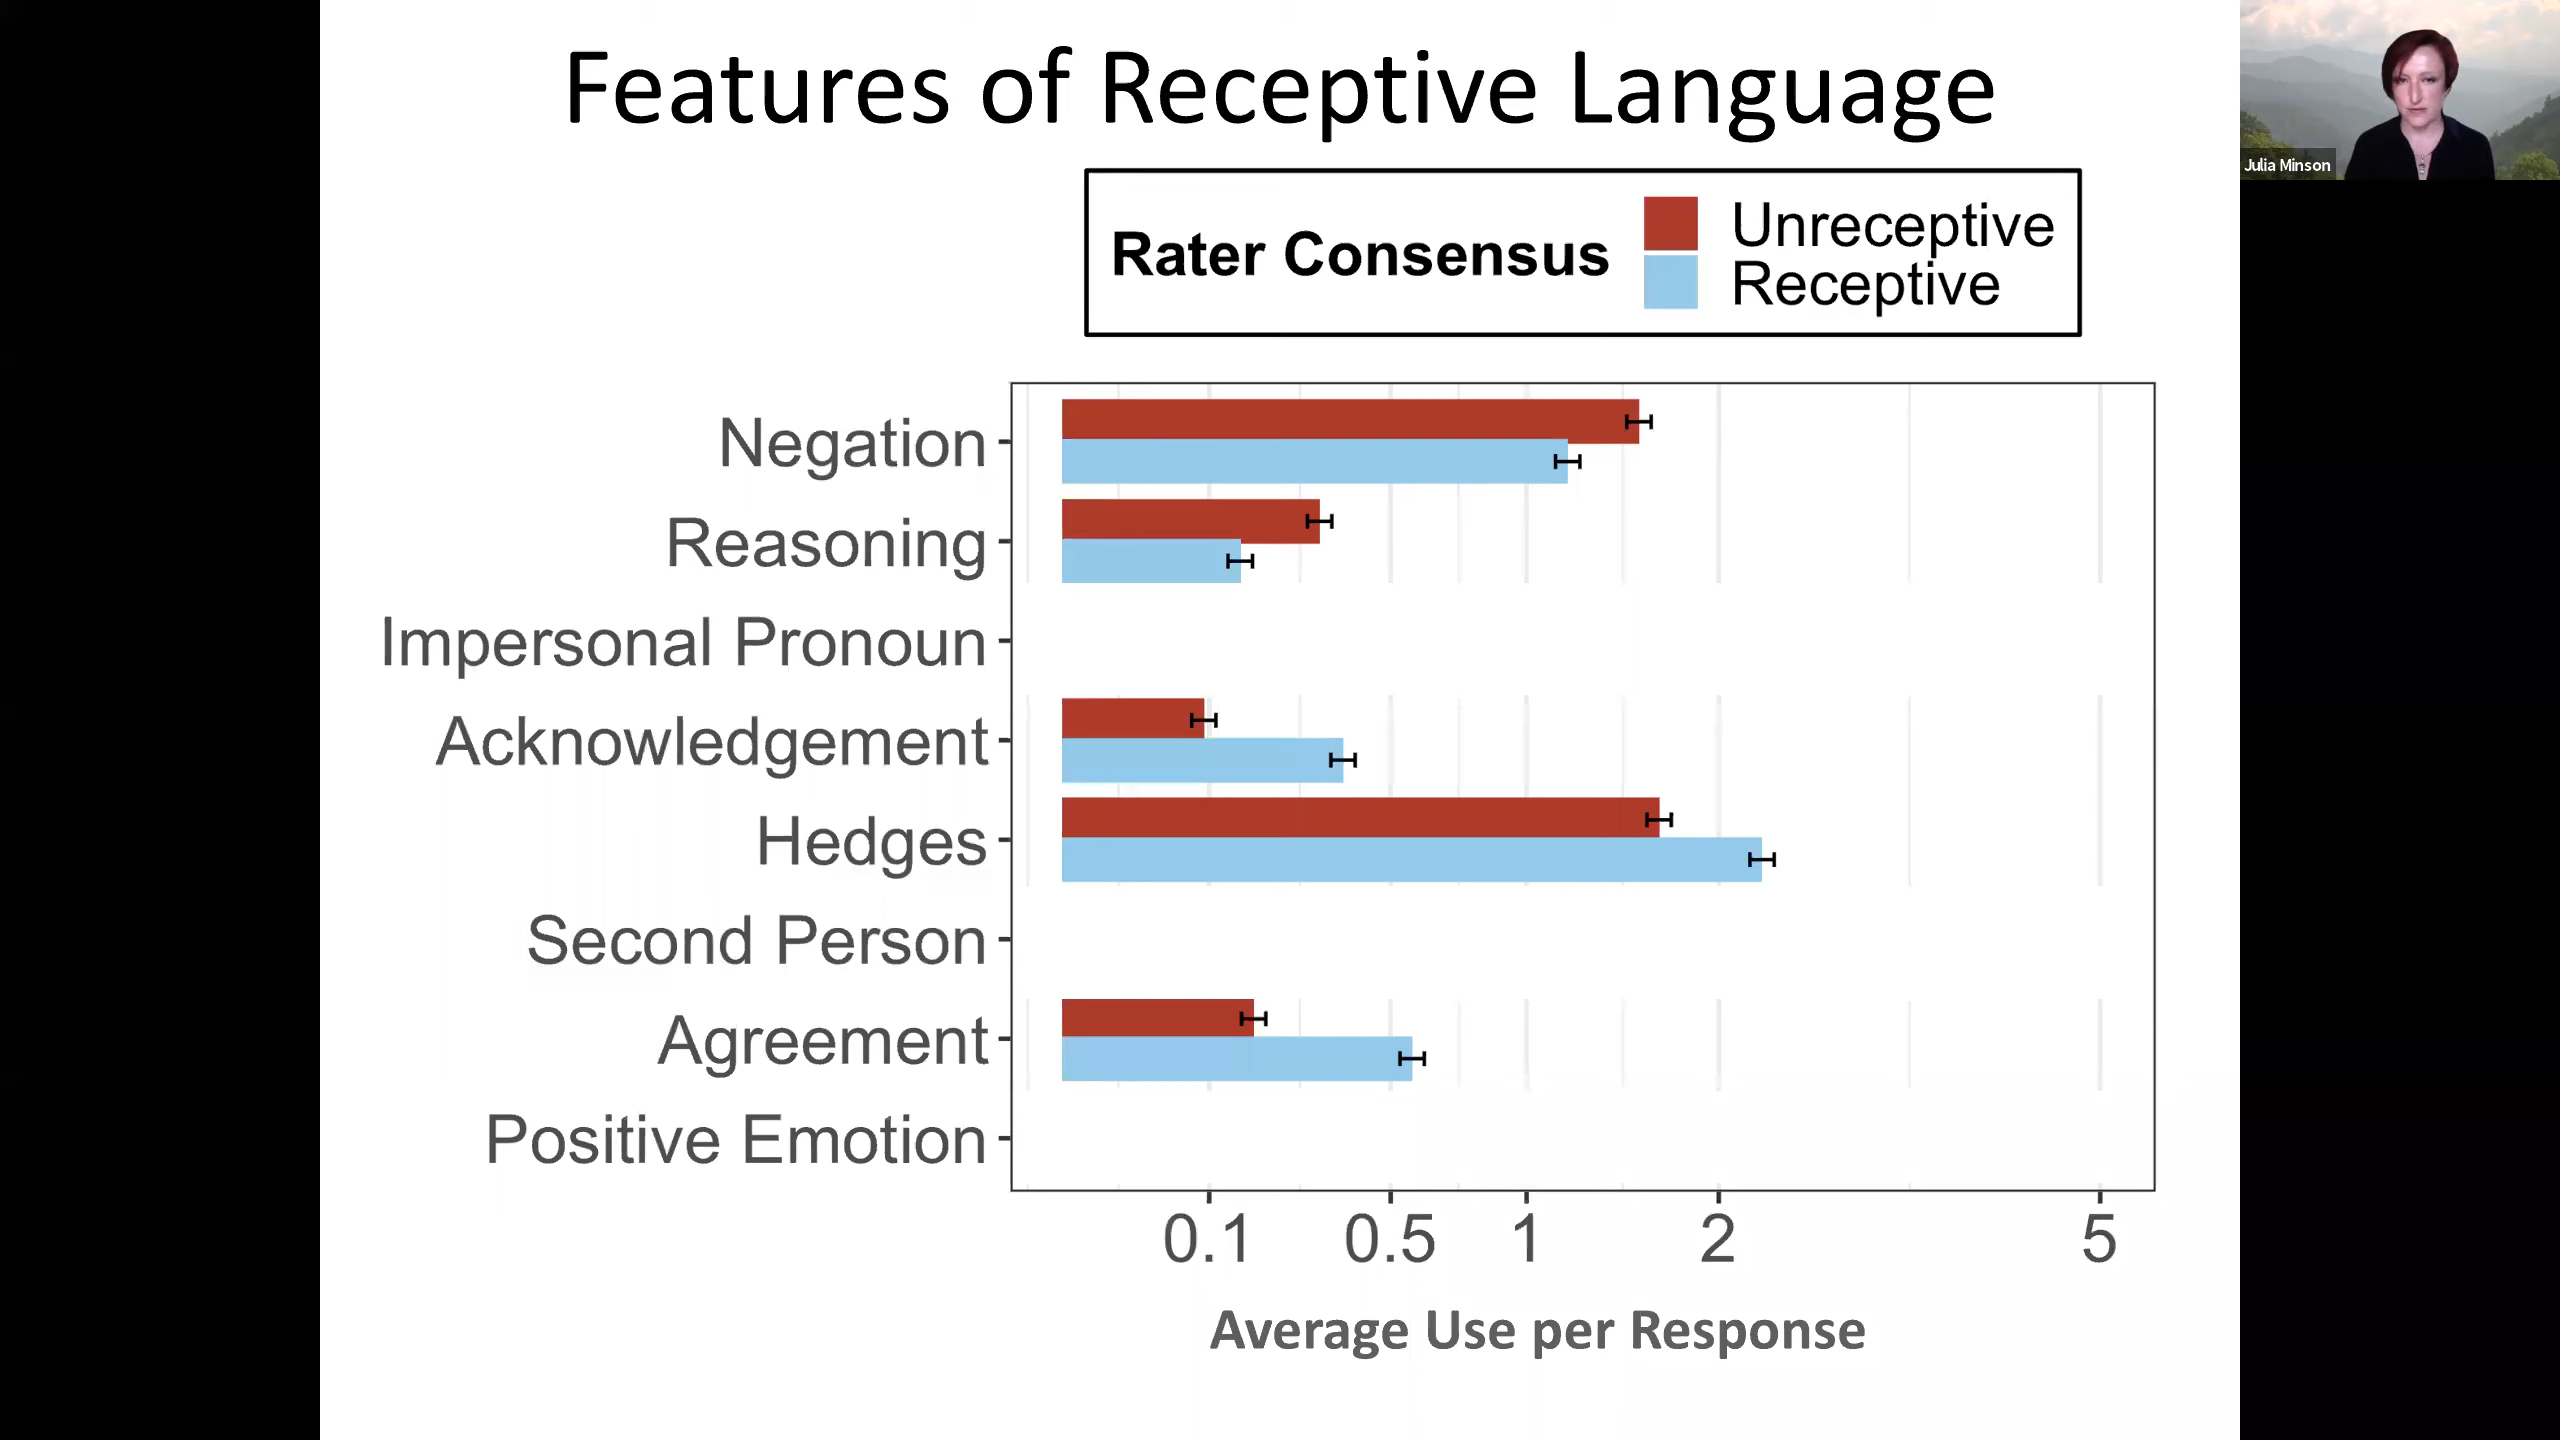 Features of Receptive Language
Julia Minson
Rater Consensus
Unreceptive
Receptive
Negation
Reasoning
Impersonal Pronoun
Acknowledgement
Hedges
Second Person
Agreement
Positive Emotion
0.1 0.5 1 2 5
Average Use per Response